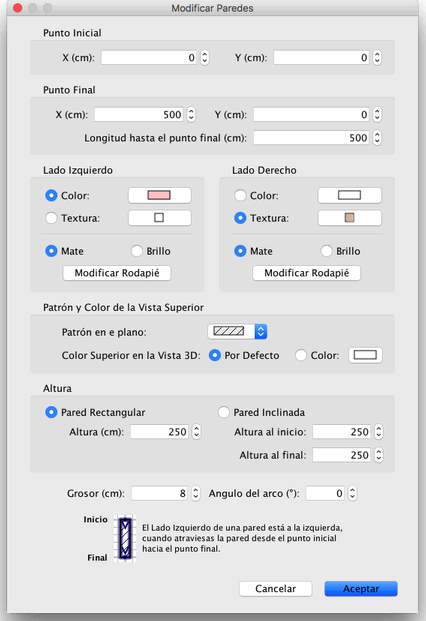 Modificar Paredes
Punto Inicial
X (cm): 0 Y (cm): 0
Punto Final
X (cm): 500 Y (cm): 0
Longitud hasta el punto final (cm): 500
Lado Izquierdo Lado Derecho
Color: Color:
Textura: Textura:
Mate Brillo Mate Brillo
Modificar Rodapié Modificar Rodapié
Patrón y Color de la Vista Superior
Patrón en e plano:
Color Superior en la Vista 3D: Por Defecto Color:
Altura
Pared Rectangular Pared Inclinada
Altura (cm): 250 Altura al inicio: 250
Altura al final: 250
Grosor (cm): 8 Angulo del arco (°): 0
Inicio
El Lado Izquierdo de una pared está a la izquierda,
cuando atraviesas la pared desde el punto inicial
hacia el punto final.
Final
Cancelar Aceptar